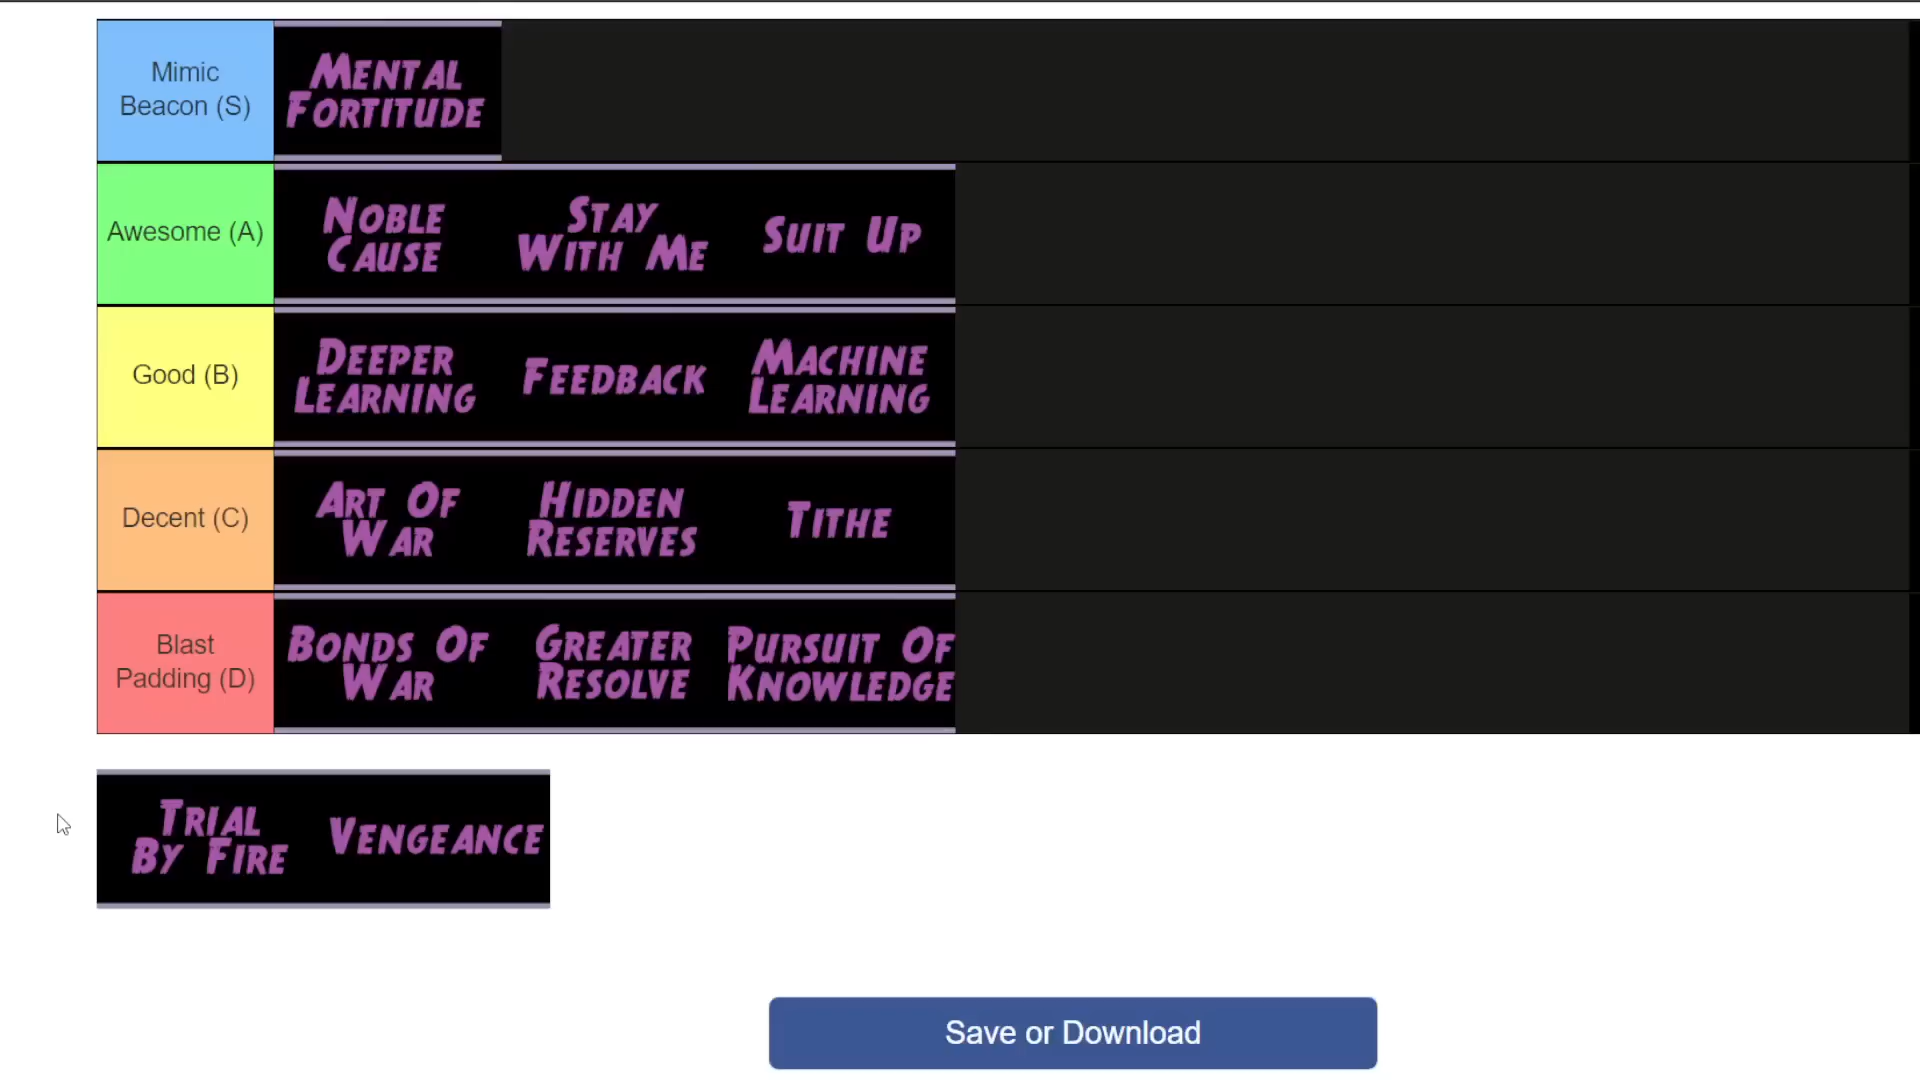 Mimic
Beacon (S)
MENTAL
FORTITUDE
Awesome (A)
NOBLE
CAUSE
STAY
WITH ME
SUIT UP
Good (B)
DEEPER
LEARNING
FEEDBACK
MACHINE
LEARNING
Decent (C)
ART OF
WAR
HIDDEN
RESERVES
TITHE
Blast
Padding (D)
BONDS OF
WAR
GREATER
RESOLVE
PURSUIT OF
KNOWLEDGE
TRIAL
BY FIRE
VENGEANCE
Save or Download